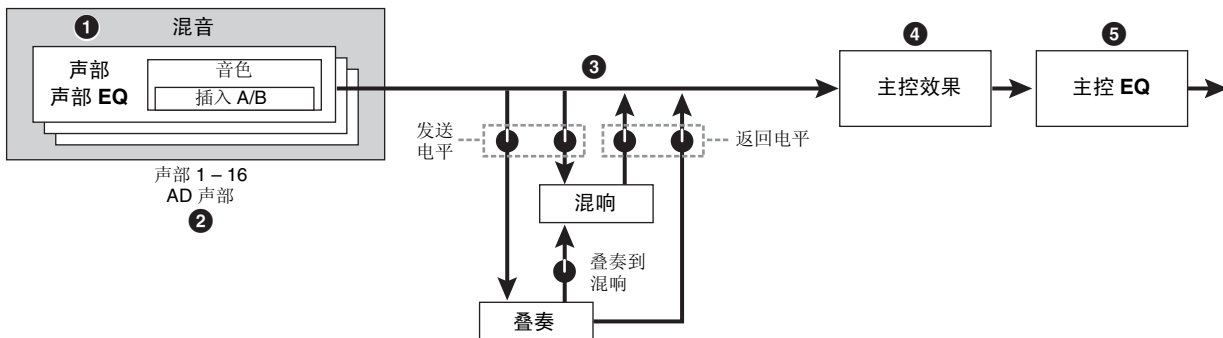 ❶
混音
声部
声部 EQ
音色
插入 A/B
声部 1 – 16
AD 声部
❷
❸
发送
电平
返回电平
混响
叠奏到
混响
叠奏
❹
主控效果
❺
主控 EQ